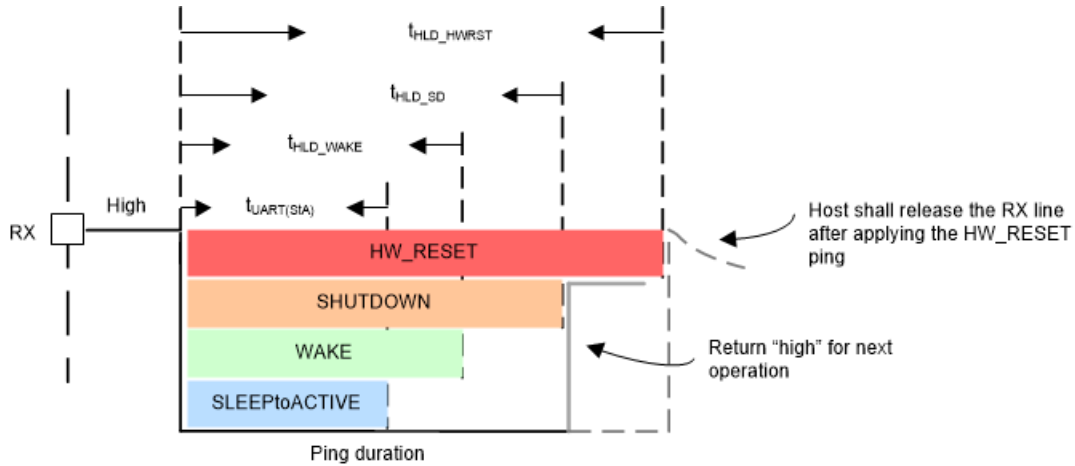 tHLD_HWRST
tHLD_SD
tHLD_WAKE
tUART(StA)
High
RX
HW_RESET
SHUTDOWN
WAKE
SLEEPtoACTIVE
Ping duration
Host shall release the RX line
after applying the HW_RESET
ping
Return “high” for next
operation